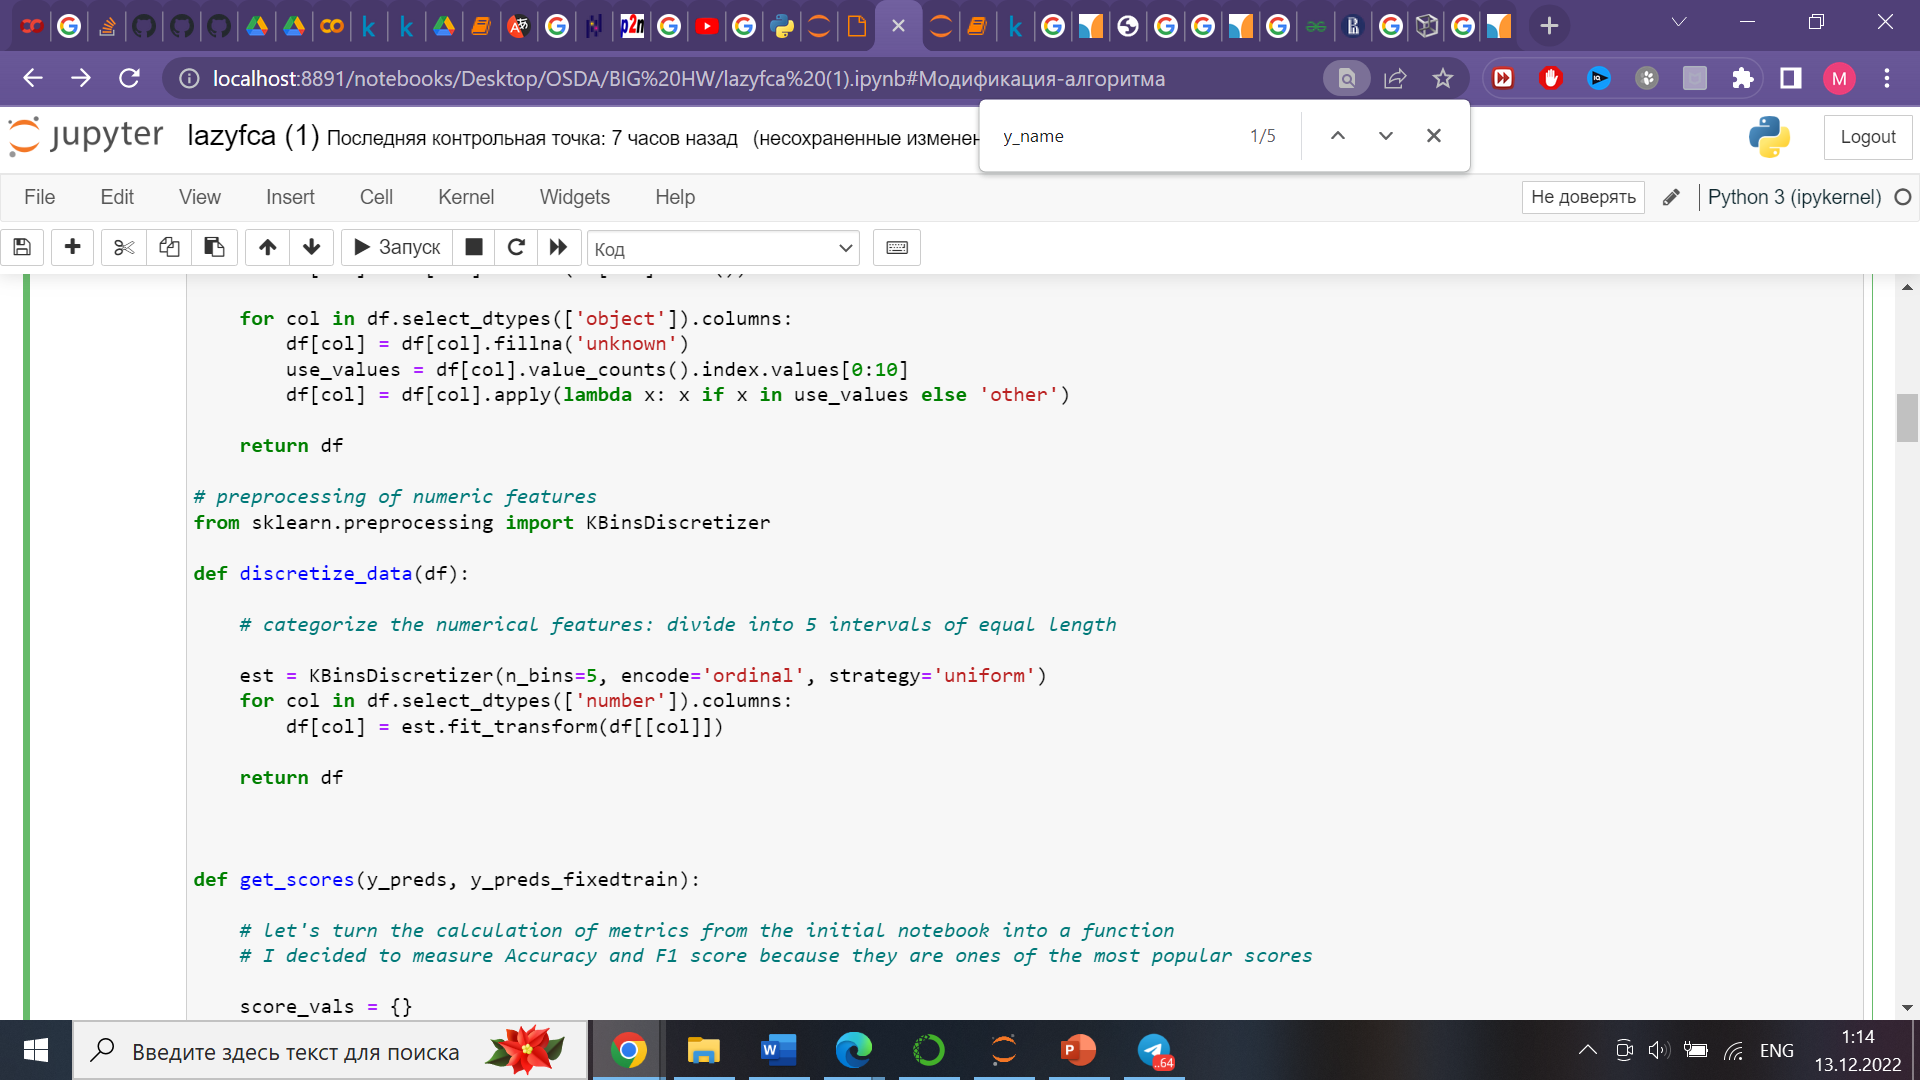 localhost:8891/notebooks/Desktop/OSDA/BIG%20HW/lazyfca%20(1).ipynb#Модификация-алгоритма
M
jupyter lazyfca (1) Последняя контрольная точка: 7 часов назад (несохраненные изменен
y_name 1/5
Logout
File Edit View Insert Cell Kernel Widgets Help
Не доверять Python 3 (ipykernel)
Запуск Код
for col in df.select_dtypes(['object']).columns:
df[col] = df[col].fillna('unknown')
use_values = df[col].value_counts().index.values[0:10]
df[col] = df[col].apply(lambda x: x if x in use_values else 'other')
return df
# preprocessing of numeric features
from sklearn.preprocessing import KBinsDiscretizer
def discretize_data(df):
# categorize the numerical features: divide into 5 intervals of equal length
est = KBinsDiscretizer(n_bins=5, encode='ordinal', strategy='uniform')
for col in df.select_dtypes(['number']).columns:
df[col] = est.fit_transform(df[[col]])
return df
def get_scores(y_preds, y_preds_fixedtrain):
# let's turn the calculation of metrics from the initial notebook into a function
# I decided to measure Accuracy and F1 score because they are ones of the most popular scores
score_vals = {}
Введите здесь текст для поиска
..64
ENG
1:14
13.12.2022